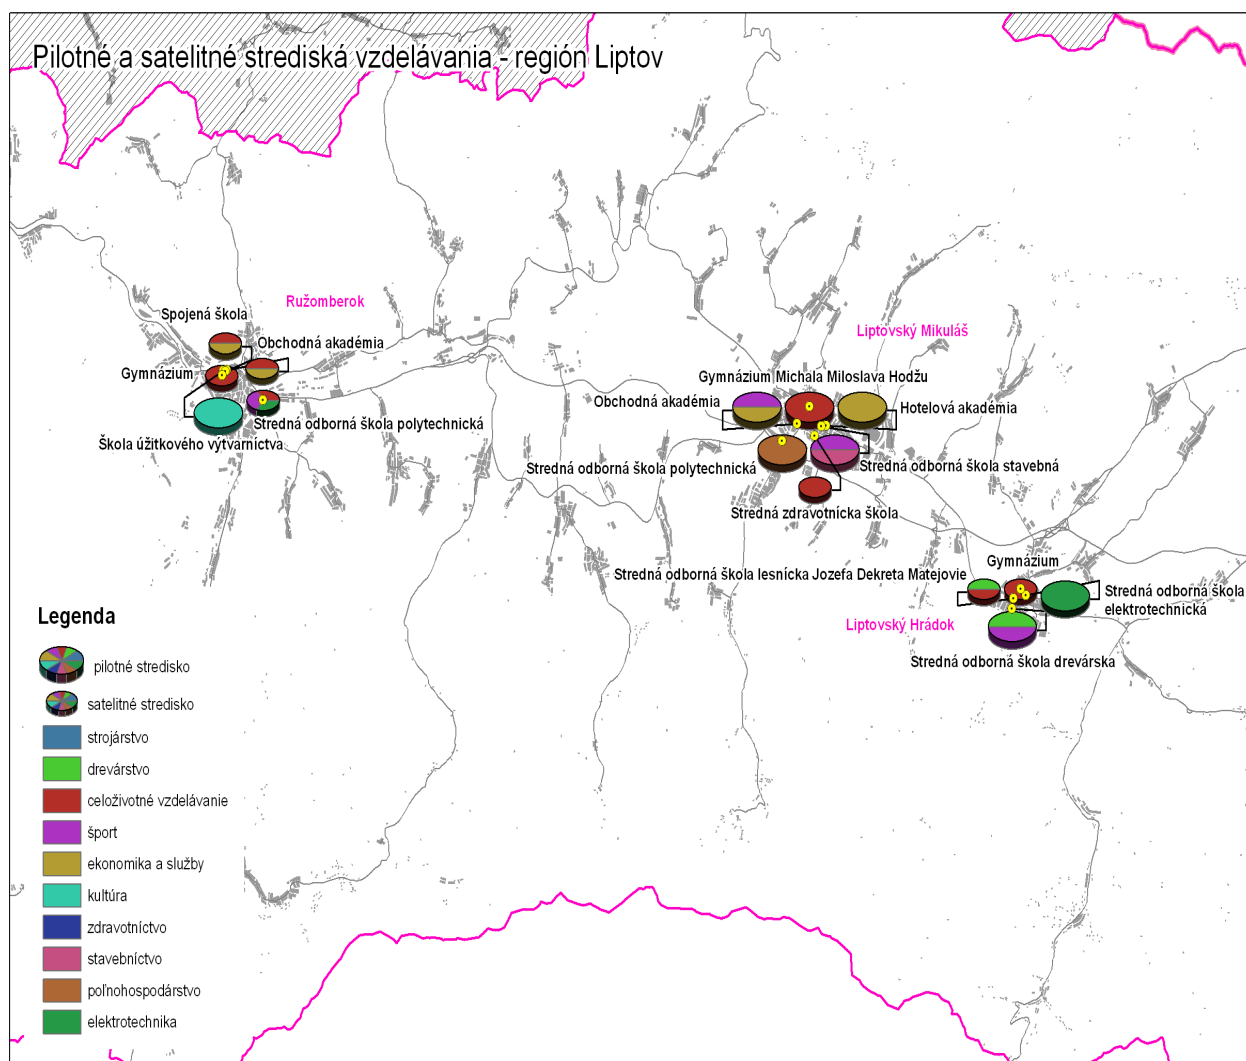 Pilotné a satelitné strediská vzdelávania - región Liptov
Ružomberok
Spojená škola
Obchodná akadémia
Gymnázium
Stredná odborná škola polytechnická
Škola úžitkového výtvarníctva
Liptovský Mikuláš
Gymnázium Michala Miloslava Hodžu
Obchodná akadémia
Hotelová akadémia
Stredná odborná škola polytechnická
Stredná odborná škola stavebná
Stredná zdravotnícka škola
Gymnázium
Stredná odborná škola lesnícka Jozefa Dekreta Matejovie
Stredná odborná škola
elektrotechnická
Liptovský Hrádok
Stredná odborná škola drevárska
Legenda
pilotné stredisko
satelitné stredisko
strojárstvo
drevárstvo
celoživotné vzdelávanie
šport
ekonomika a služby
kultúra
zdravotníctvo
stavebníctvo
poľnohospodárstvo
elektrotechnika